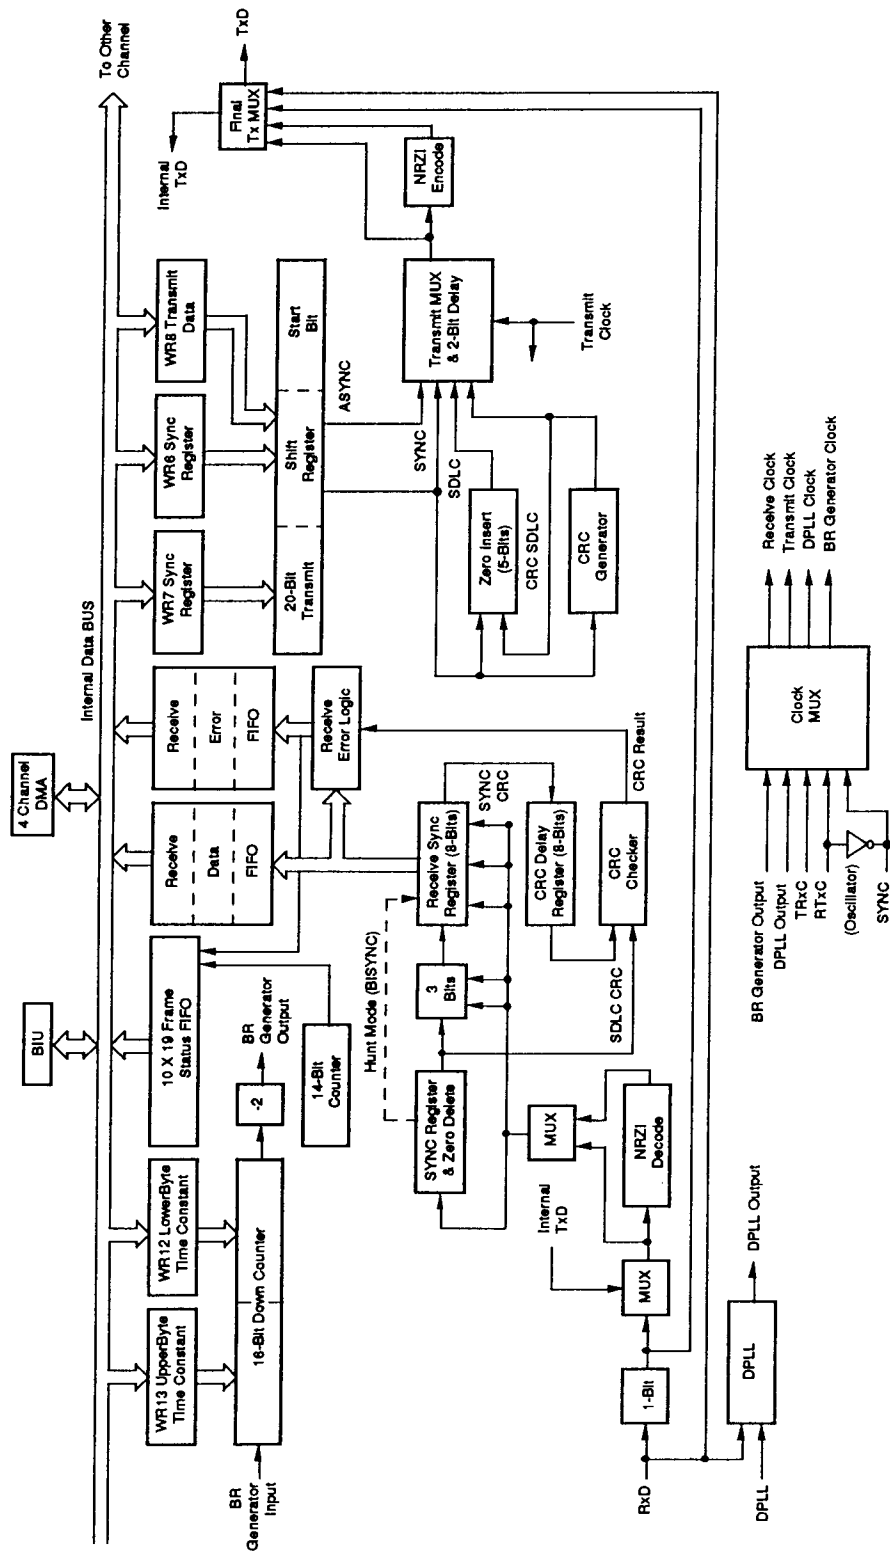 4 Channel
DMA
BIU
To Other
Channel
Internal Data BUS
WR13 UpperByte
Time Constant
WR12 LowerByte
Time Constant
10 X 19 Frame
Status FIFO
Receive
Data
FIFO
Receive
Error
FIFO
WR7 Sync
Register
WR6 Sync
Register
WR8 Transmit
Data
Internal
TxD
Final
Tx MUX
TxD
BR
Generator
Input
16-Bit Down Counter
-2
BR
Generator
Output
14-Bit
Counter
Receive
Error Logic
20-Bit
Transmit
Shift
Register
Start
Bit
ASYNC
Hunt Mode (BISYNC)
SYNC Register
& Zero Delete
3
Bits
Receive Sync
Register (8-Bits)
SYNC
CRC
CRC Delay
Register (8-Bits)
CRC
Checker
SDLC CRC
CRC Result
SYNC
SDLC
Zero Insert
(5-Bits)
CRC SDLC
CRC
Generator
Transmit MUX
& 2-Bit Delay
Transmit
Clock
NRZI
Encode
Internal
TxD
MUX
RxD
1-Bit
MUX
NRZI
Decode
DPLL
DPLL
DPLL Output
BR Generator Output
DPLL Output
TRxC
RTxC
(Oscillator)
SYNC
Clock
MUX
Receive Clock
Transmit Clock
DPLL Clock
BR Generator Clock